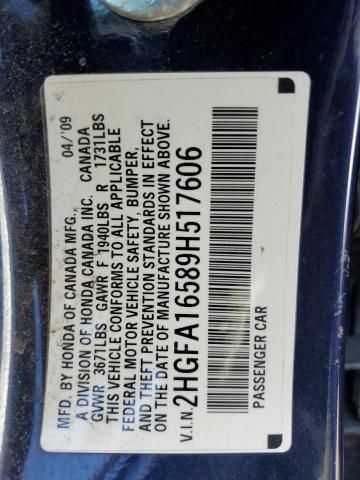 MFD. BY HONDA OF CANADA MFG., 04/'09
A DIVISION OF HONDA CANADA INC. CANADA
GVWR 3671LBS GAWR F 1940LBS R 1731LBS
THIS VEHICLE CONFORMS TO ALL APPLICABLE
FEDERAL MOTOR VEHICLE SAFETY, BUMPER,
AND THEFT PREVENTION STANDARDS IN EFFECT
ON THE DATE OF MANUFACTURE SHOWN ABOVE.
V.I.N. 2HGFA16589H517606
PASSENGER CAR